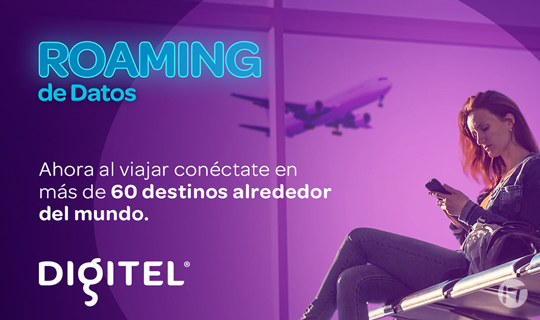 ROAMING
de Datos
Ahora al viajar conéctate en
más de 60 destinos alrededor
del mundo.
DIGITEL®